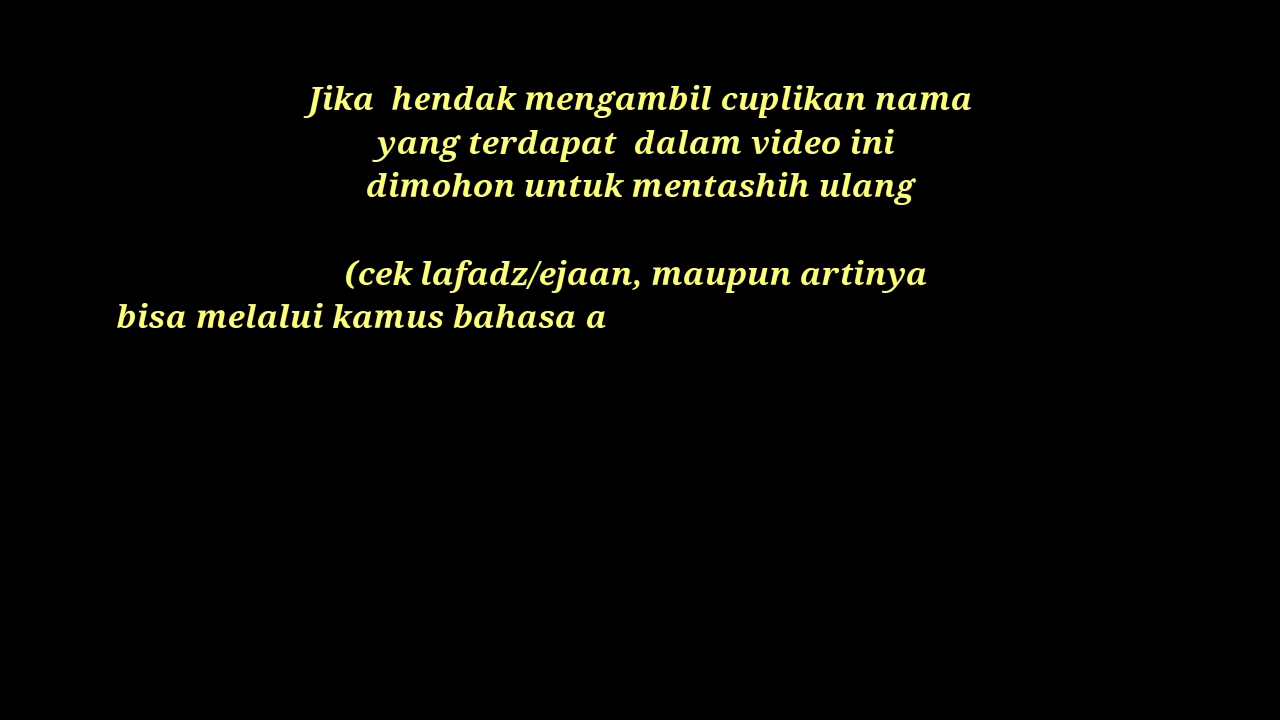 Jika hendak mengambil cuplikan nama
yang terdapat dalam video ini
dimohon untuk mentashih ulang
(cek lafadz/ejaan, maupun artinya
bisa melalui kamus bahasa a